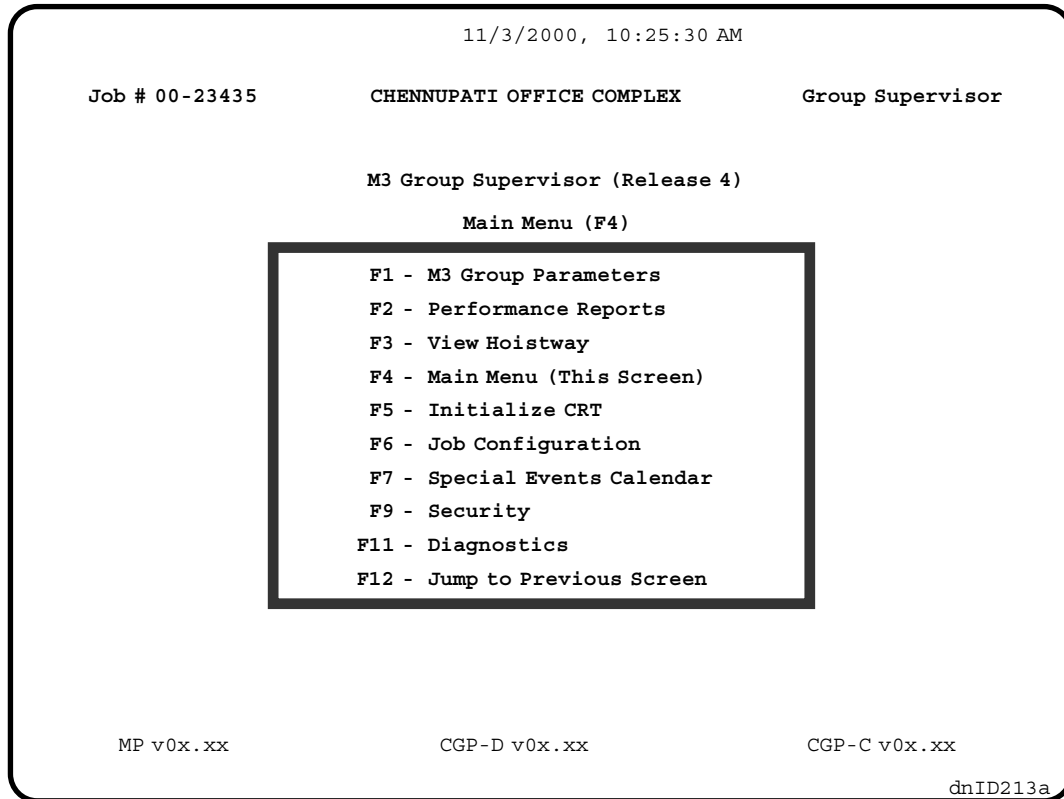 11/3/2000, 10:25:30 AM
Job # 00-23435 CHENNUPATI OFFICE COMPLEX Group Supervisor
M3 Group Supervisor (Release 4)
Main Menu (F4)
F1 - M3 Group Parameters
F2 - Performance Reports
F3 - View Hoistway
F4 - Main Menu (This Screen)
F5 - Initialize CRT
F6 - Job Configuration
F7 - Special Events Calendar
F9 - Security
F11 - Diagnostics
F12 - Jump to Previous Screen
MP v0x.xx CGP-D v0x.xx CGP-C v0x.xx
dnID213a